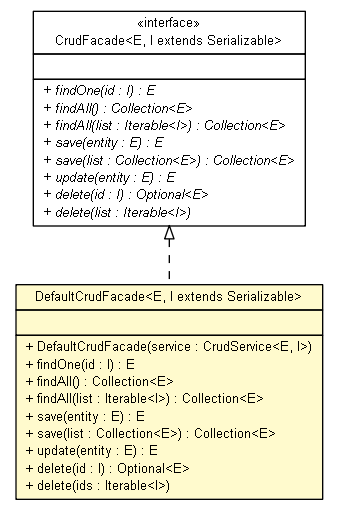 «interface»
CrudFacade<E, I extends Serializable>
+ findOne(id : I) : E
+ findAll() : Collection<E>
+ findAll(list : Iterable<I>) : Collection<E>
+ save(entity : E) : E
+ save(list : Collection<E>) : Collection<E>
+ update(entity : E) : E
+ delete(id : I) : Optional<E>
+ delete(list : Iterable<I>)
DefaultCrudFacade<E, I extends Serializable>
+ DefaultCrudFacade(service : CrudService<E, I>)
+ findOne(id : I) : E
+ findAll() : Collection<E>
+ findAll(list : Iterable<I>) : Collection<E>
+ save(entity : E) : E
+ save(list : Collection<E>) : Collection<E>
+ update(entity : E) : E
+ delete(id : I) : Optional<E>
+ delete(ids : Iterable<I>)